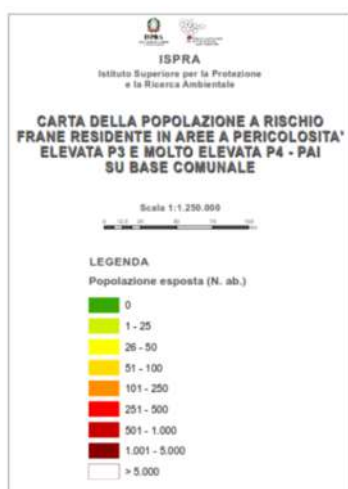 ISPRA
ISPRA
Istituto Superiore per la Protezione
e la Ricerca Ambientale
CARTA DELLA POPOLAZIONE A RISCHIO
FRANE RESIDENTE IN AREE A PERICOLOSITA'
ELEVATA P3 E MOLTO ELEVATA P4 - PAI
SU BASE COMUNALE
Scala 1:1.250.000
LEGENDA
Popolazione esposta (N. ab.)
0
1 - 25
26 - 50
51 - 100
101 - 250
251 - 500
501 - 1.000
1.001 - 5.000
> 5.000